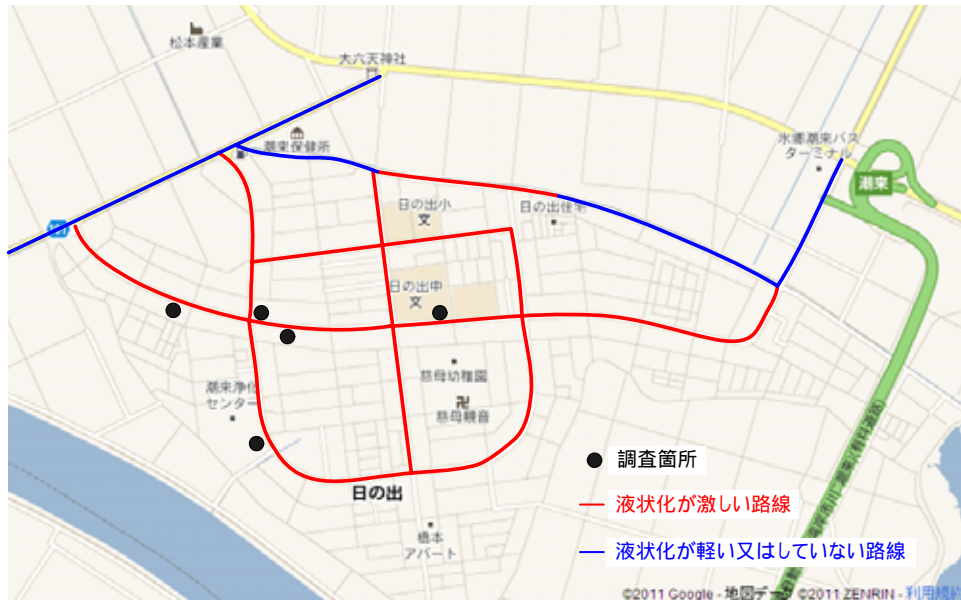 松本産業
大六天神社
潮来保健所
水郷潮来バス
ターミナル
潮来
日の出小
文
日の出住宅
日の出中
文
潮来浄化
センター
慈母幼稚園
卍
慈母観音
調査箇所
日の出
液状化が激しい路線
橋本
アパート
液状化が軽い又はしていない路線
©2011 Google - 地図データ ©2011 ZENRIN - 利用規約